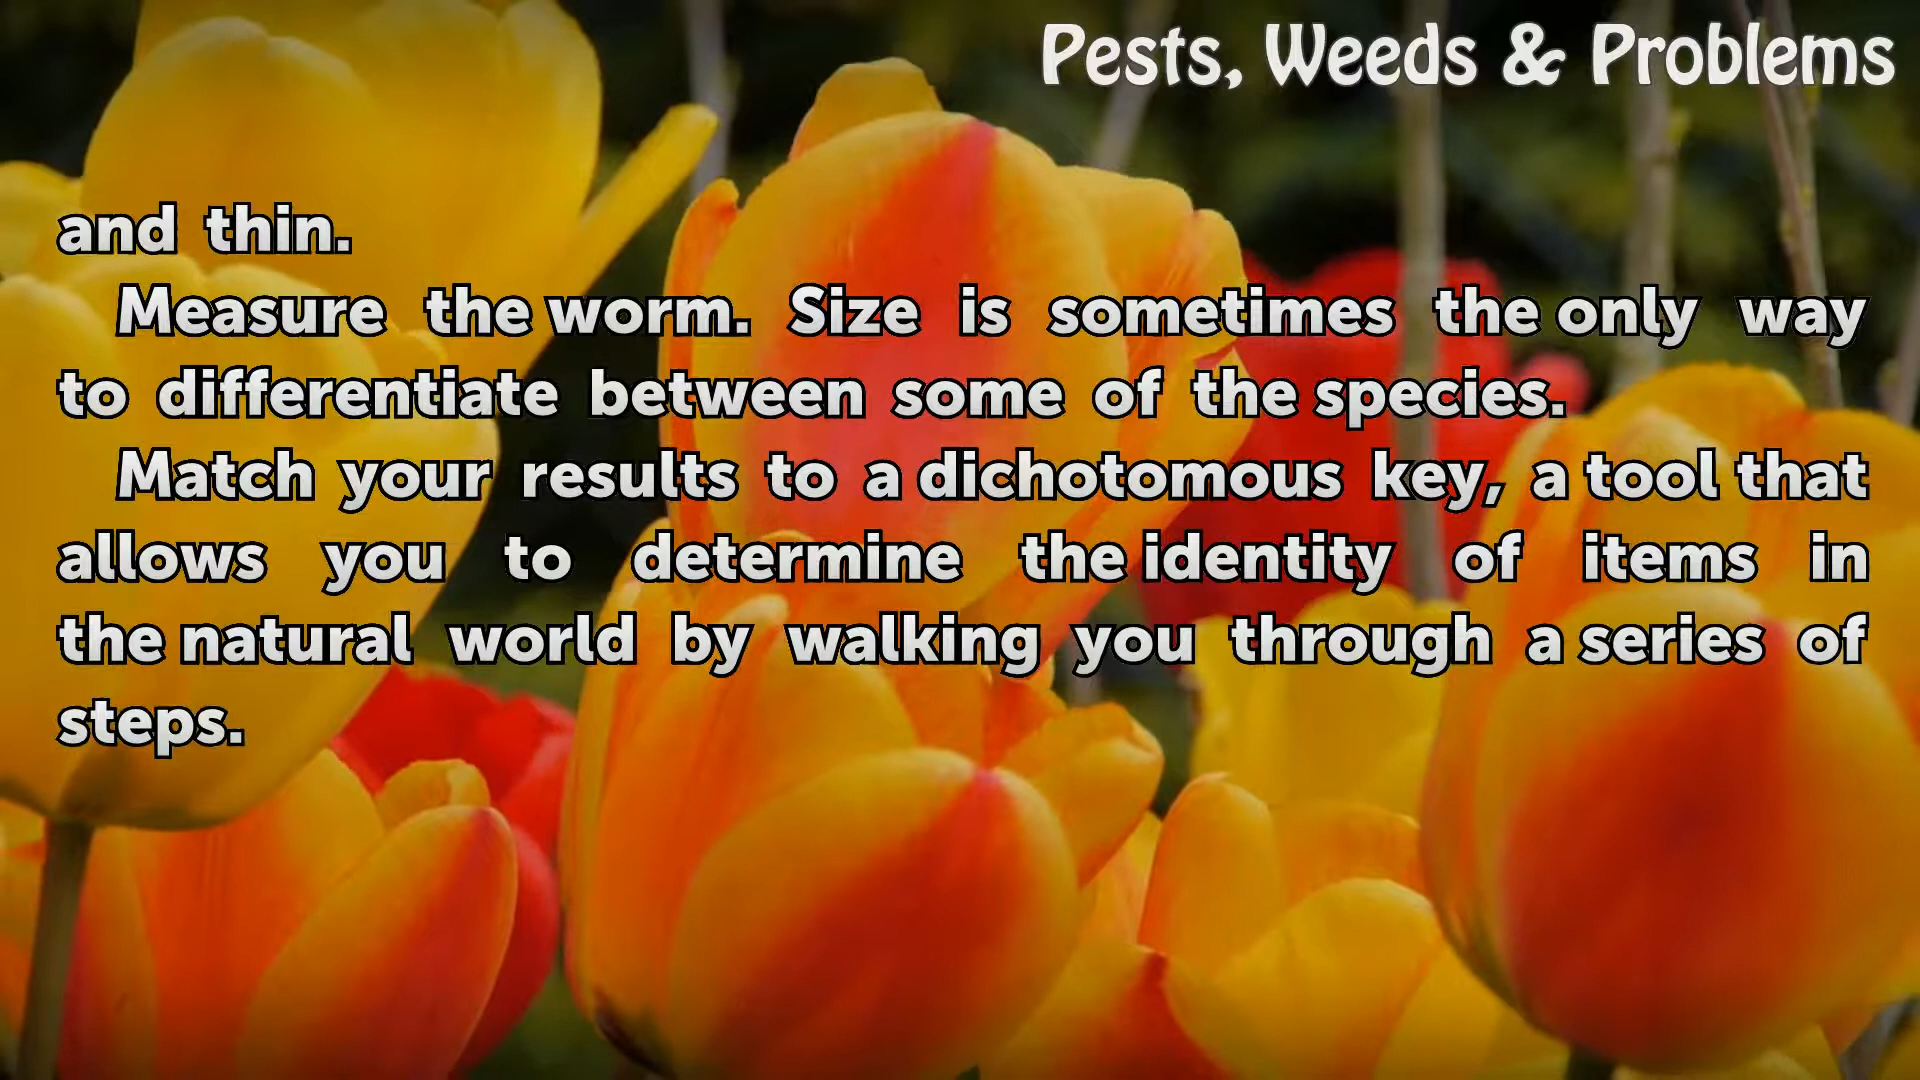 Pests, Weeds & Problems
and thin.
Measure the worm. Size is sometimes the only way
to differentiate between some of the species.
Match your results to a dichotomous key, a tool that
allows you to determine the identity of items in
the natural world by walking you through a series of
steps.